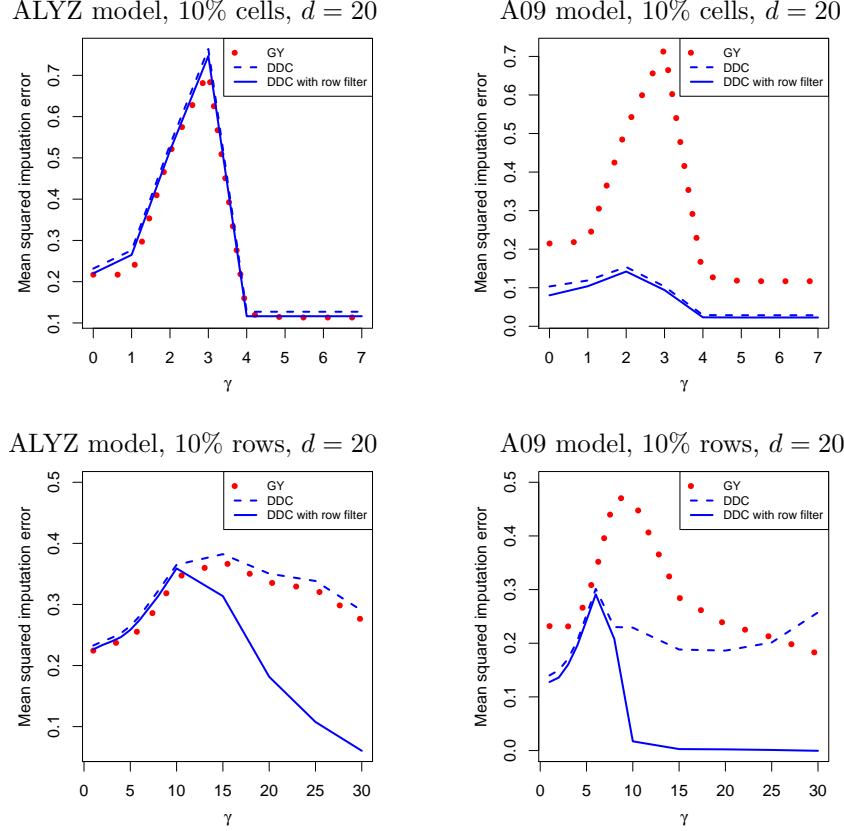 ALYZ model, 10% cells, d = 20
Mean squared imputation error
0.1 0.2 0.3 0.4 0.5 0.6 0.7
GY
DDC
DDC with row filter
0 1 2 3 4 5 6 7
γ
A09 model, 10% cells, d = 20
Mean squared imputation error
0.0 0.1 0.2 0.3 0.4 0.5 0.6 0.7
GY
DDC
DDC with row filter
0 1 2 3 4 5 6 7
γ
ALYZ model, 10% rows, d = 20
Mean squared imputation error
0.1 0.2 0.3 0.4 0.5
GY
DDC
DDC with row filter
0 5 10 15 20 25 30
γ
A09 model, 10% rows, d = 20
Mean squared imputation error
0.0 0.1 0.2 0.3 0.4 0.5
GY
DDC
DDC with row filter
0 5 10 15 20 25 30
γ